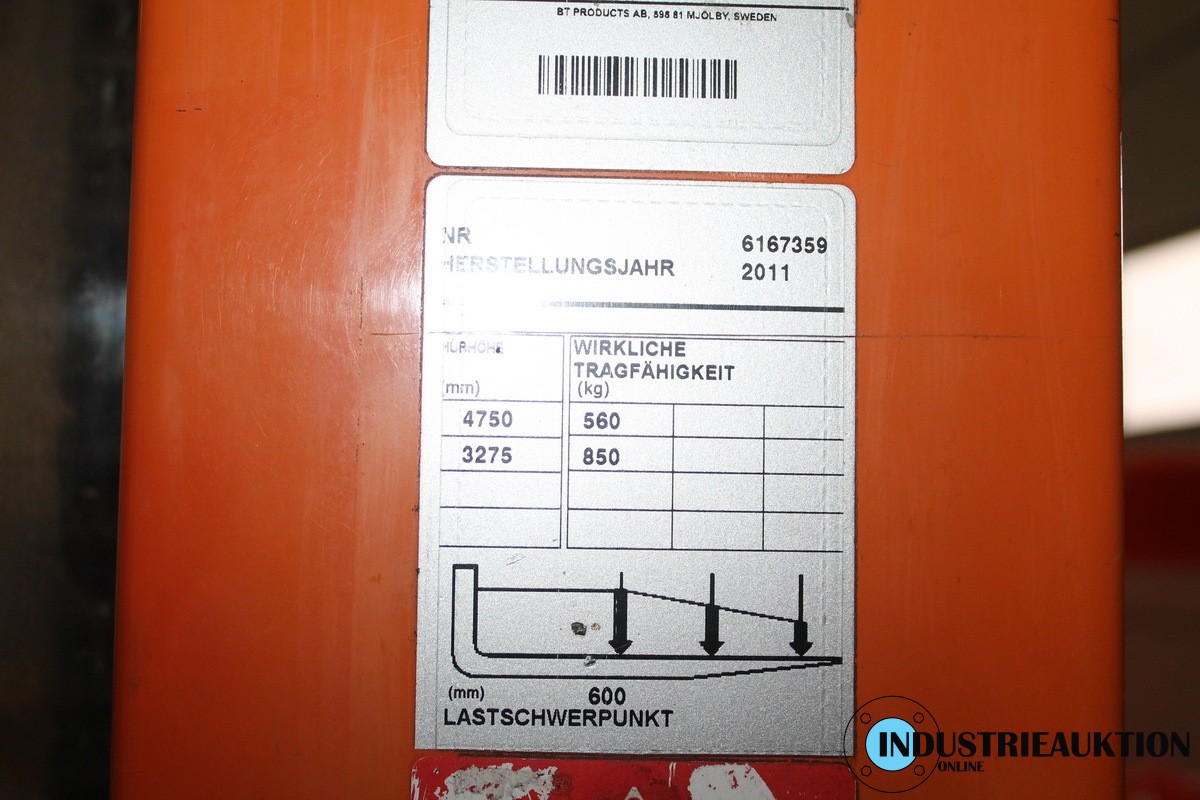 BT PRODUCTS AB, 595 81 MJÖLBY, SWEDEN
NR 6167359
HERSTELLUNGSJAHR 2011
HUBHÖHE WIRKLICHE
TRAGFÄHIGKEIT
(mm) (kg)
4750 560
3275 850
(mm) 600
LASTSCHWERPUNKT
INDUSTRIEAUKTION
ONLINE